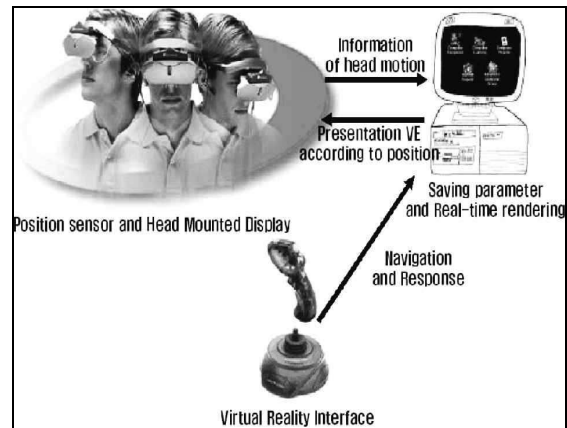 Information
of head motion
Presentation VE
according to position
Saving parameter
and Real-time rendering
Position sensor and Head Mounted Display
Navigation
and Response
Virtual Reality Interface